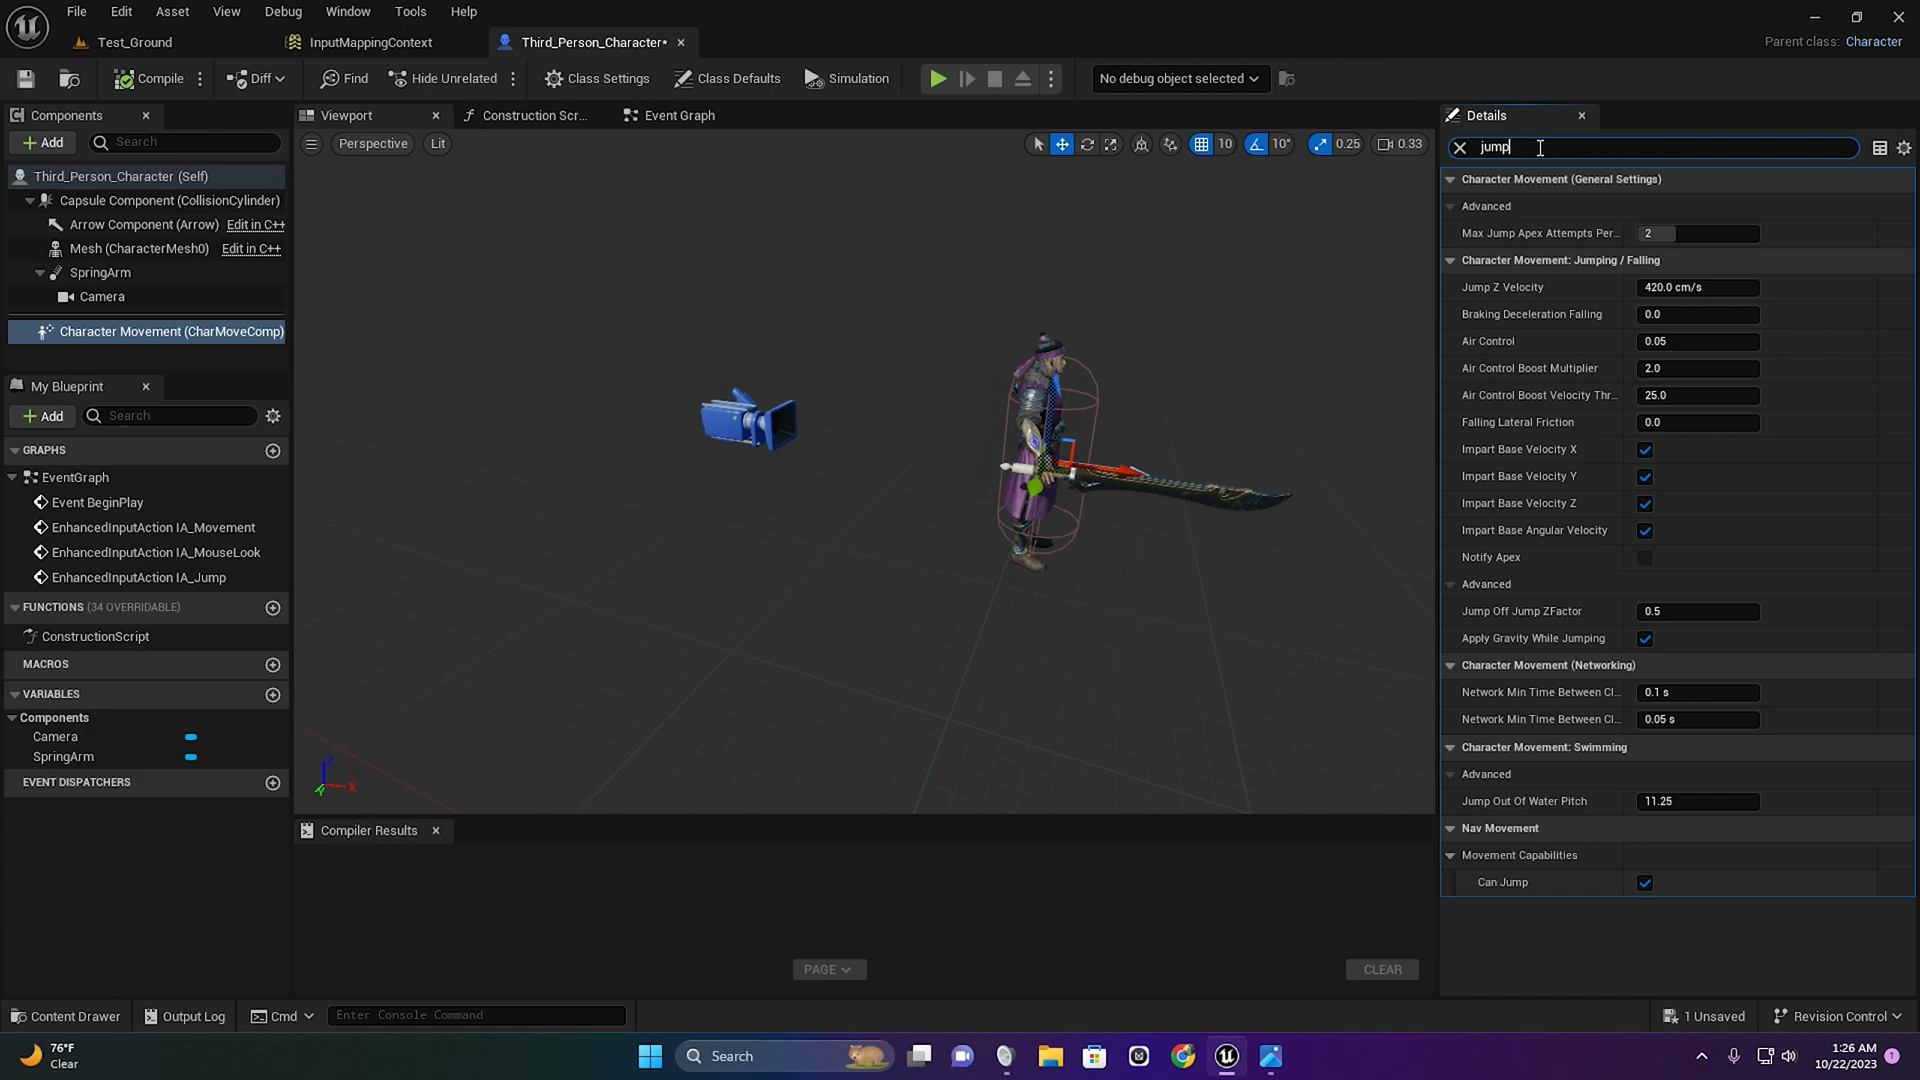 File Edit Asset View Debug Window Tools Help
Test_Ground InputMappingContext Third_Person_Character*
Parent class: Character
Compile Diff Find Hide Unrelated Class Settings Class Defaults Simulation No debug object selected
Components
Add Search
Third_Person_Character (Self)
Capsule Component (CollisionCylinder)
Arrow Component (Arrow) Edit in C++
Mesh (CharacterMesh0) Edit in C++
SpringArm
Camera
Character Movement (CharMoveComp)
My Blueprint
Add Search
GRAPHS
EventGraph
Event BeginPlay
EnhancedInputAction IA_Movement
EnhancedInputAction IA_MouseLook
EnhancedInputAction IA_Jump
FUNCTIONS (34 OVERRIDABLE)
ConstructionScript
MACROS
VARIABLES
Components
Camera
SpringArm
EVENT DISPATCHERS
Viewport Construction Scr... Event Graph
Perspective Lit 10 10° 0.25 0.33
Z
X
Y
Compiler Results
PAGE CLEAR
Details
jump
Character Movement (General Settings)
Advanced
Max Jump Apex Attempts Per... 2
Character Movement: Jumping / Falling
Jump Z Velocity 420.0 cm/s
Braking Deceleration Falling 0.0
Air Control 0.05
Air Control Boost Multiplier 2.0
Air Control Boost Velocity Thr... 25.0
Falling Lateral Friction 0.0
Impart Base Velocity X
Impart Base Velocity Y
Impart Base Velocity Z
Impart Base Angular Velocity
Notify Apex
Advanced
Jump Off Jump ZFactor 0.5
Apply Gravity While Jumping
Character Movement (Networking)
Network Min Time Between Cl... 0.1 s
Network Min Time Between Cl... 0.05 s
Character Movement: Swimming
Advanced
Jump Out Of Water Pitch 11.25
Nav Movement
Movement Capabilities
Can Jump
Content Drawer Output Log Cmd Enter Console Command 1 Unsaved Revision Control
76°F
Clear
Search
1:26 AM
10/22/2023
1